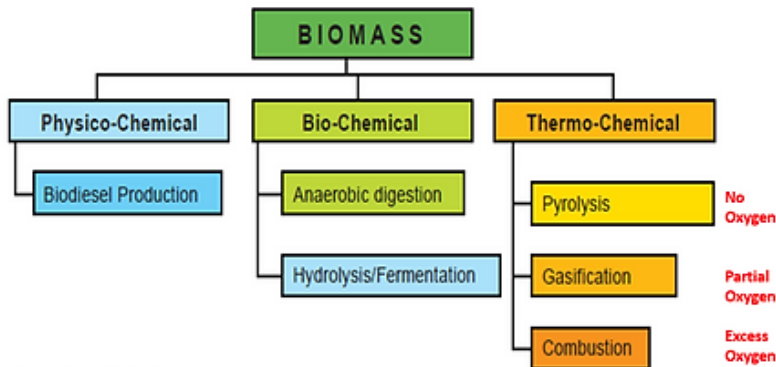 BIOMASS
Physico-Chemical
Bio-Chemical
Thermo-Chemical
Biodiesel Production
Anaerobic digestion
Hydrolysis/Fermentation
Pyrolysis
No
Oxygen
Gasification
Partial
Oxygen
Combustion
Excess
Oxygen